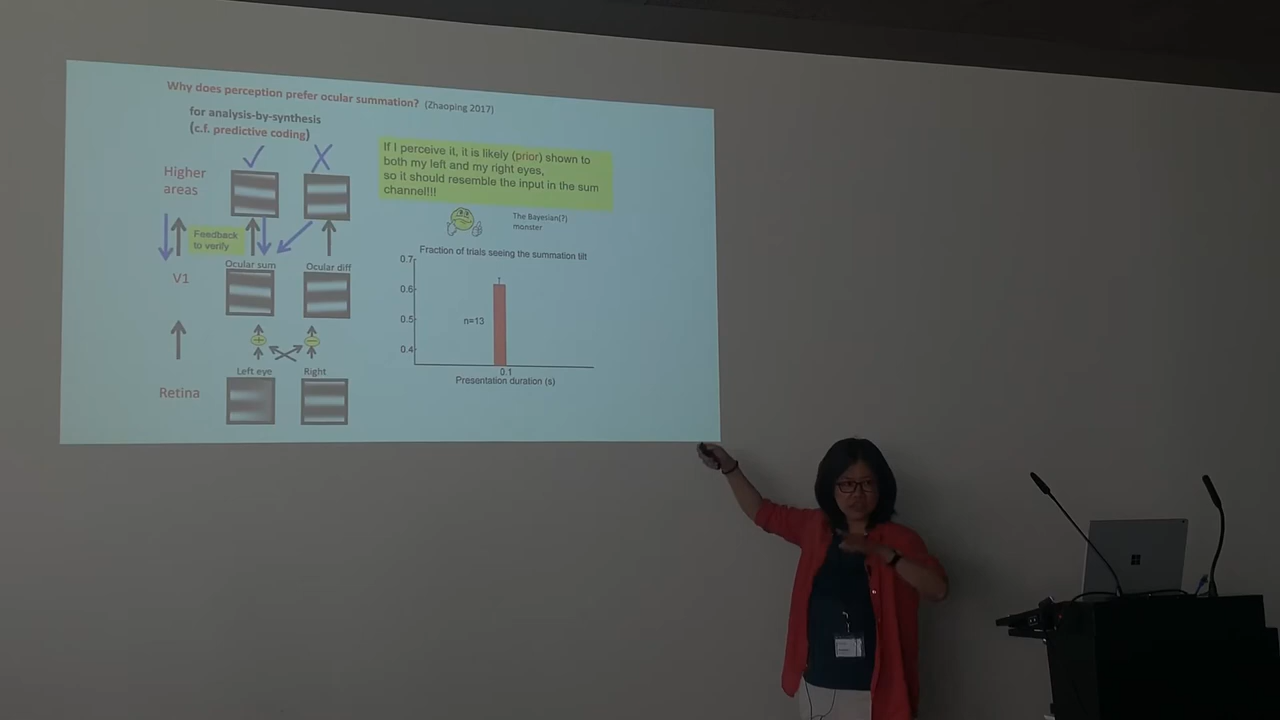 Why does perception prefer ocular summation? (Zhaoping 2017)
for analysis-by-synthesis
(c.f. predictive coding)
Higher
areas
Feedback
to verify
V1
Ocular sum
Ocular diff
+
−
Left eye
Right
Retina
If I perceive it, it is likely (prior) shown to
both my left and my right eyes,
so it should resemble the input in the sum
channel!!!
The Bayesian(?)
monster
Fraction of trials seeing the summation tilt
0.7
0.6
0.5
0.4
n=13
0.1
Presentation duration (s)